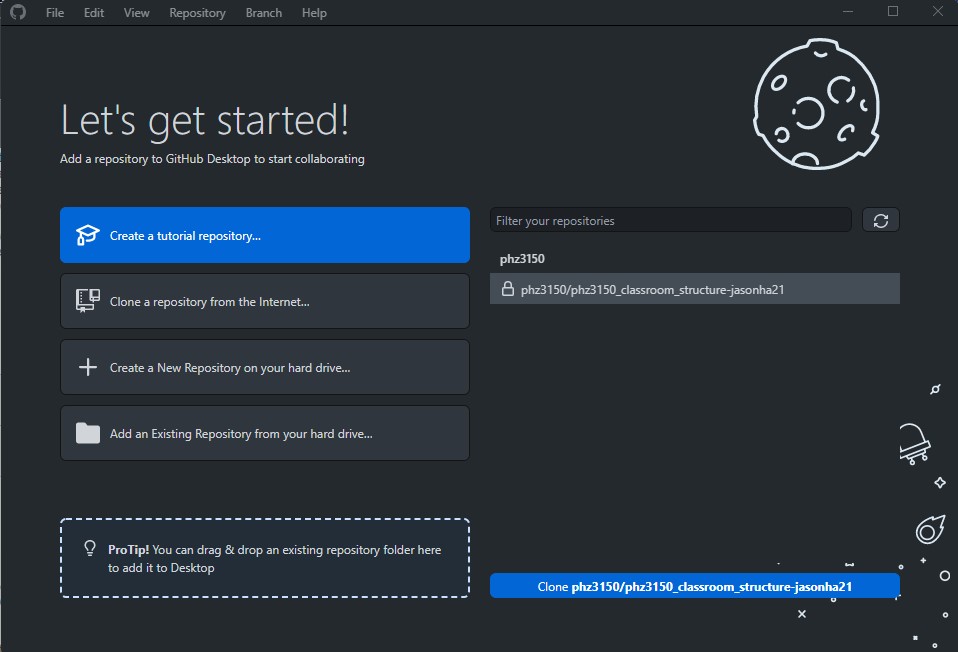 File Edit View Repository Branch Help
Let's get started!
Add a repository to GitHub Desktop to start collaborating
Create a tutorial repository...
Clone a repository from the Internet...
Create a New Repository on your hard drive...
Add an Existing Repository from your hard drive...
ProTip! You can drag & drop an existing repository folder here
to add it to Desktop
Filter your repositories
phz3150
phz3150/phz3150_classroom_structure-jasonha21
Clone phz3150/phz3150_classroom_structure-jasonha21